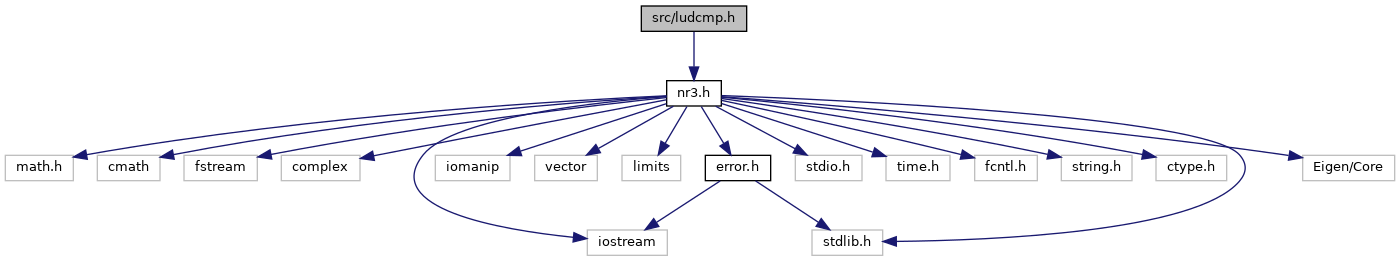 src/ludcmp.h
nr3.h
math.h
cmath
fstream
complex
iomanip
vector
limits
error.h
stdio.h
time.h
fcntl.h
string.h
ctype.h
Eigen/Core
iostream
stdlib.h